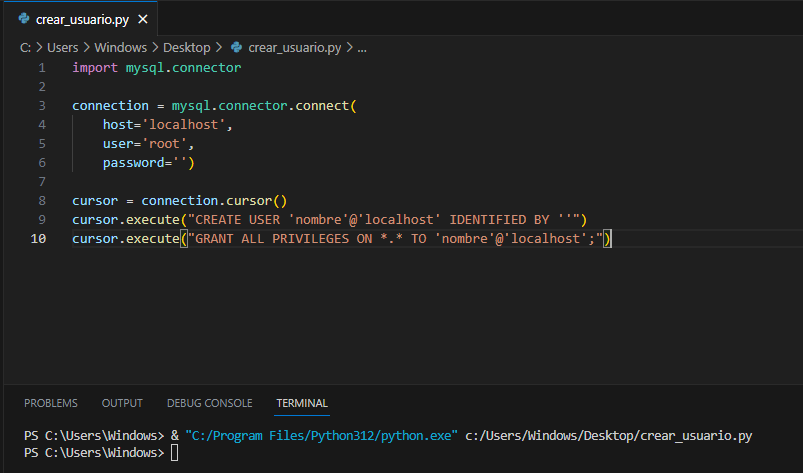 crear_usuario.py ×
C: > Users > Windows > Desktop > crear_usuario.py > ...
1 import mysql.connector
2
3 connection = mysql.connector.connect(
4     host='localhost',
5     user='root',
6     password='')
7
8 cursor = connection.cursor()
9 cursor.execute("CREATE USER 'nombre'@'localhost' IDENTIFIED BY ''")
10 cursor.execute("GRANT ALL PRIVILEGES ON *.* TO 'nombre'@'localhost';")
PROBLEMS OUTPUT DEBUG CONSOLE TERMINAL
PS C:\Users\Windows> & "C:/Program Files/Python312/python.exe" c:/Users/Windows/Desktop/crear_usuario.py
PS C:\Users\Windows>